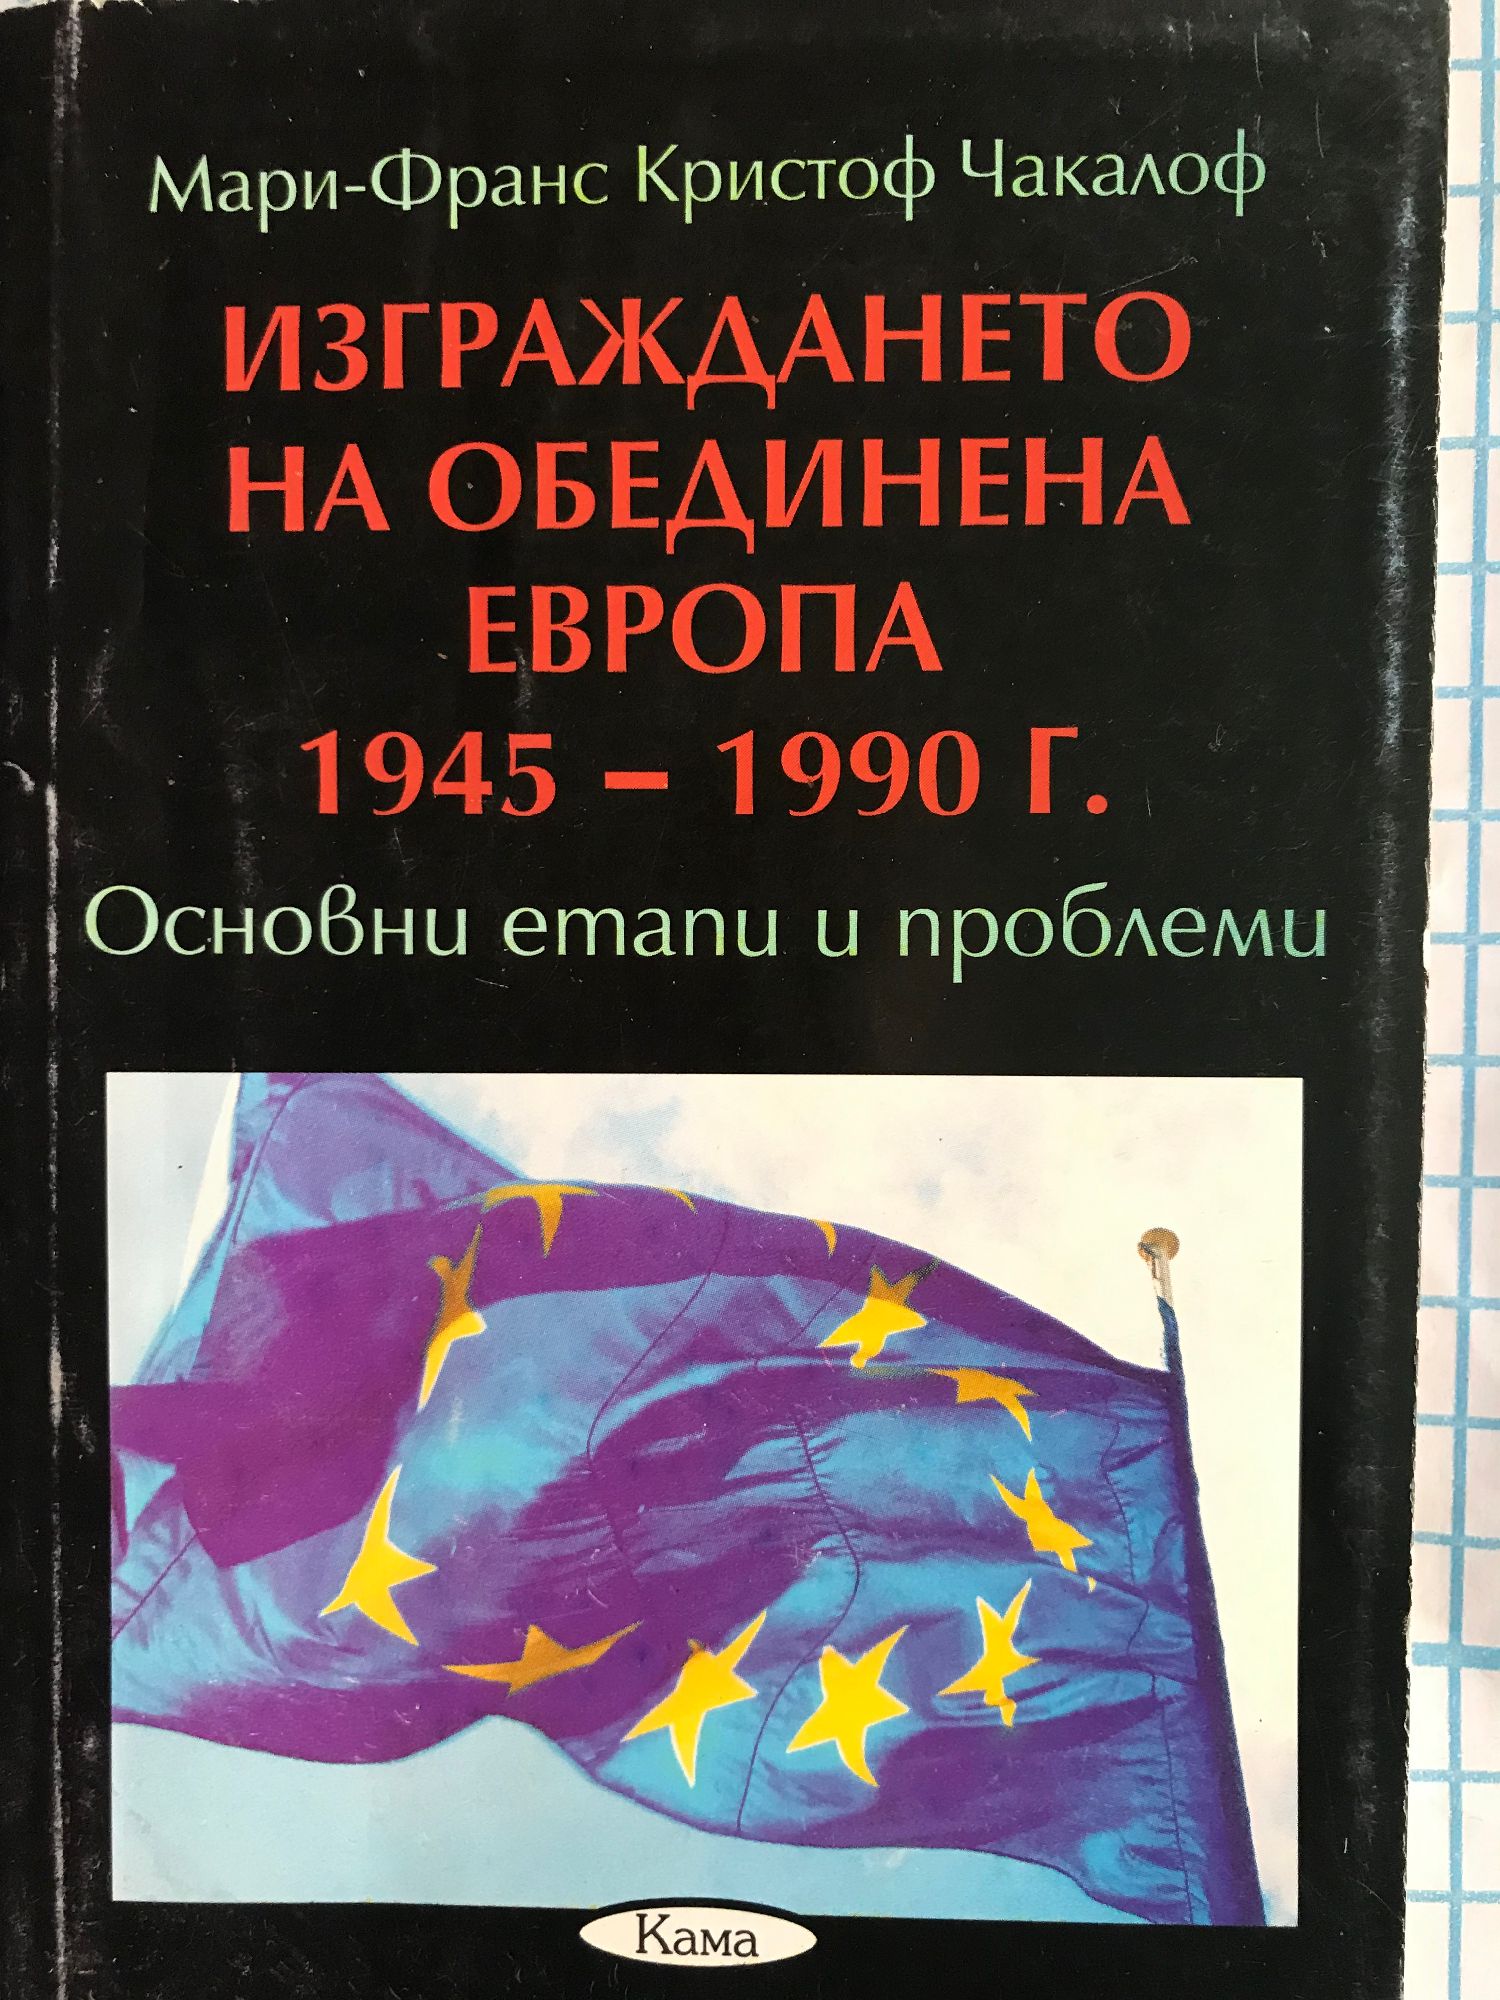 Мари-Франс Кристоф Чакалоф
ИЗГРАЖДАНЕТО
НА ОБЕДИНЕНА
ЕВРОПА
1945 – 1990 Г.
Основни етапи и проблеми
Кама